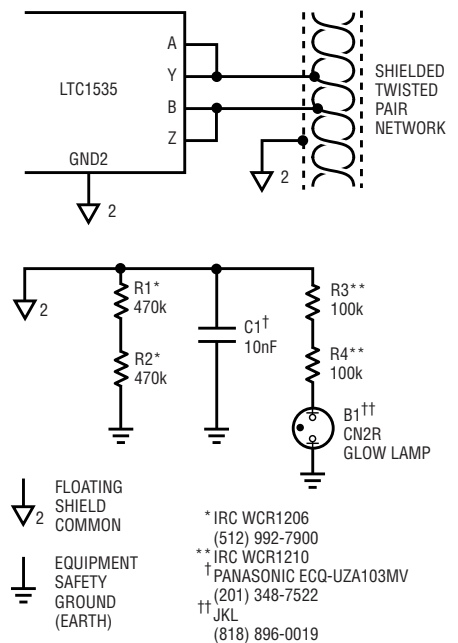 A
Y
LTC1535
B
Z
GND2
2
2
SHIELDED
TWISTED
PAIR
NETWORK
2
R1*
470k
R2*
470k
C1†
10nF
R3**
100k
R4**
100k
B1††
CN2R
GLOW LAMP
2
FLOATING
SHIELD
COMMON
EQUIPMENT
SAFETY
GROUND
(EARTH)
*IRC WCR1206
(512) 992-7900
**IRC WCR1210
†PANASONIC ECQ-UZA103MV
(201) 348-7522
††JKL
(818) 896-0019